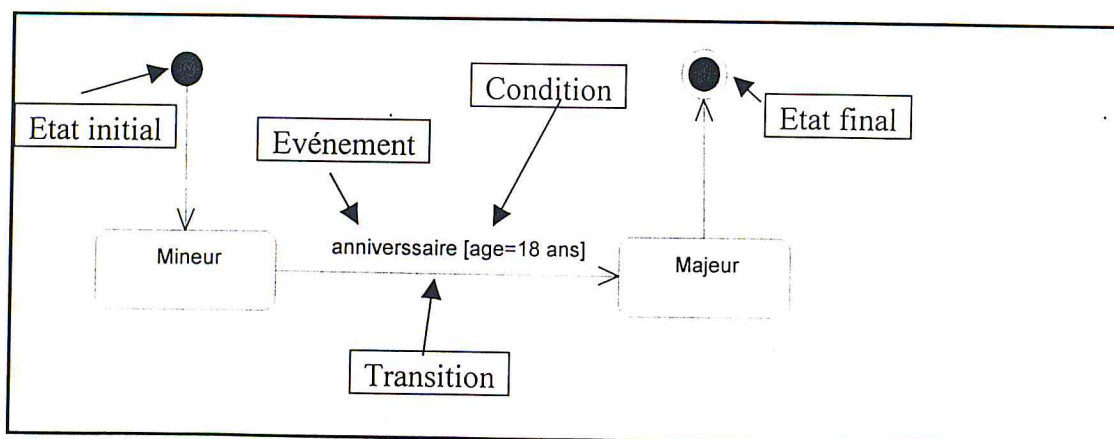 Etat initial
Evénement
Condition
Etat final
Mineur
anniverssaire [age=18 ans]
Majeur
Transition